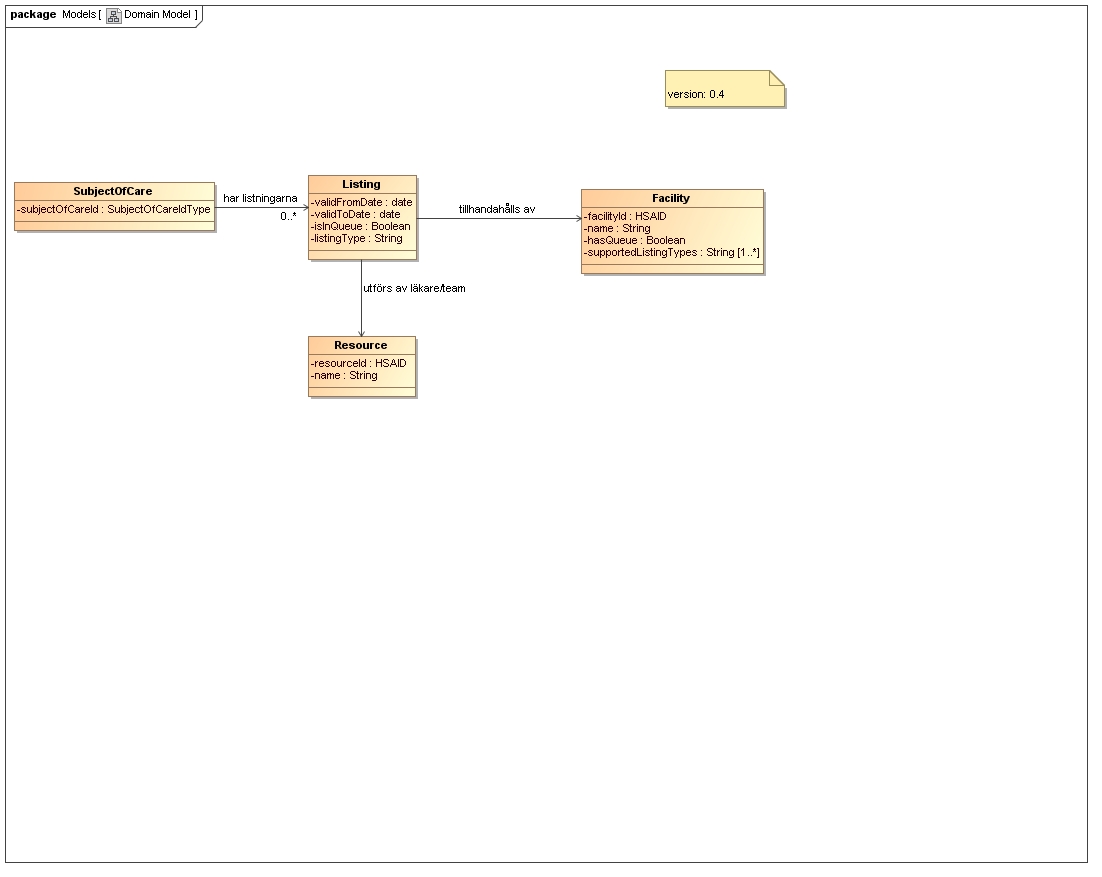 package Models [ Domain Model ]
version: 0.4
SubjectOfCare
-subjectOfCareId : SubjectOfCareIdType
har listningarna
0..*
Listing
-validFromDate : date
-validToDate : date
-isInQueue : Boolean
-listingType : String
tillhandahålls av
Facility
-facilityId : HSAID
-name : String
-hasQueue : Boolean
-supportedListingTypes : String [1..*]
utförs av läkare/team
Resource
-resourceId : HSAID
-name : String